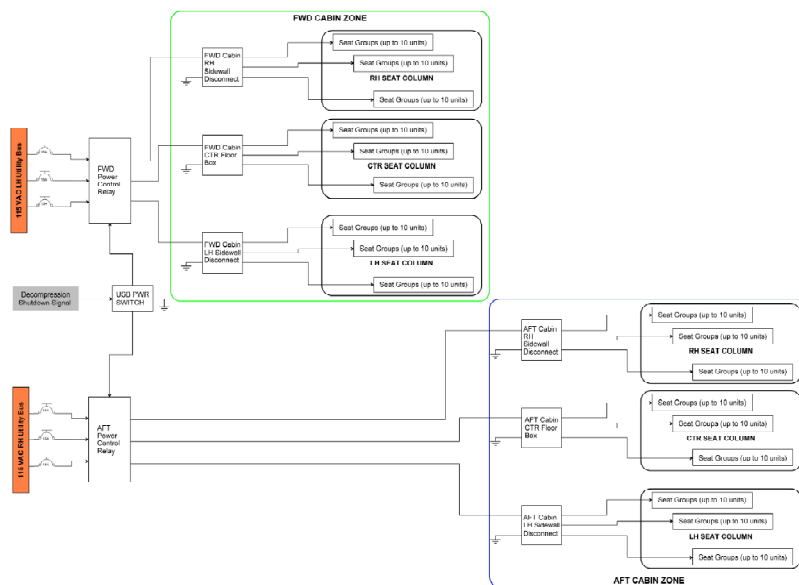 FWD CABIN ZONE
FWD Cabin
RH
Sidewall
Disconnect
Seat Groups (up to 10 units)
Seat Groups (up to 10 units)
RH SEAT COLUMN
Seat Groups (up to 10 units)
115 VAC LH Utility Bus
FWD
Power
Control
Relay
FWD Cabin
CTR Floor
Box
Seat Groups (up to 10 units)
Seat Groups (up to 10 units)
CTR SEAT COLUMN
Seat Groups (up to 10 units)
FWD Cabin
LH Sidewall
Disconnect
Seat Groups (up to 10 units)
Seat Groups (up to 10 units)
LH SEAT COLUMN
Seat Groups (up to 10 units)
Decompression
Shutdown Signal
USB PWR
SWITCH
AFT Cabin
RH
Sidewall
Disconnect
Seat Groups (up to 10 units)
Seat Groups (up to 10 units)
RH SEAT COLUMN
Seat Groups (up to 10 units)
115 VAC RH Utility Bus
AFT
Power
Control
Relay
AFT Cabin
CTR Floor
Box
Seat Groups (up to 10 units)
Seat Groups (up to 10 units)
CTR SEAT COLUMN
Seat Groups (up to 10 units)
AFT Cabin
LH Sidewall
Disconnect
Seat Groups (up to 10 units)
Seat Groups (up to 10 units)
LH SEAT COLUMN
Seat Groups (up to 10 units)
AFT CABIN ZONE